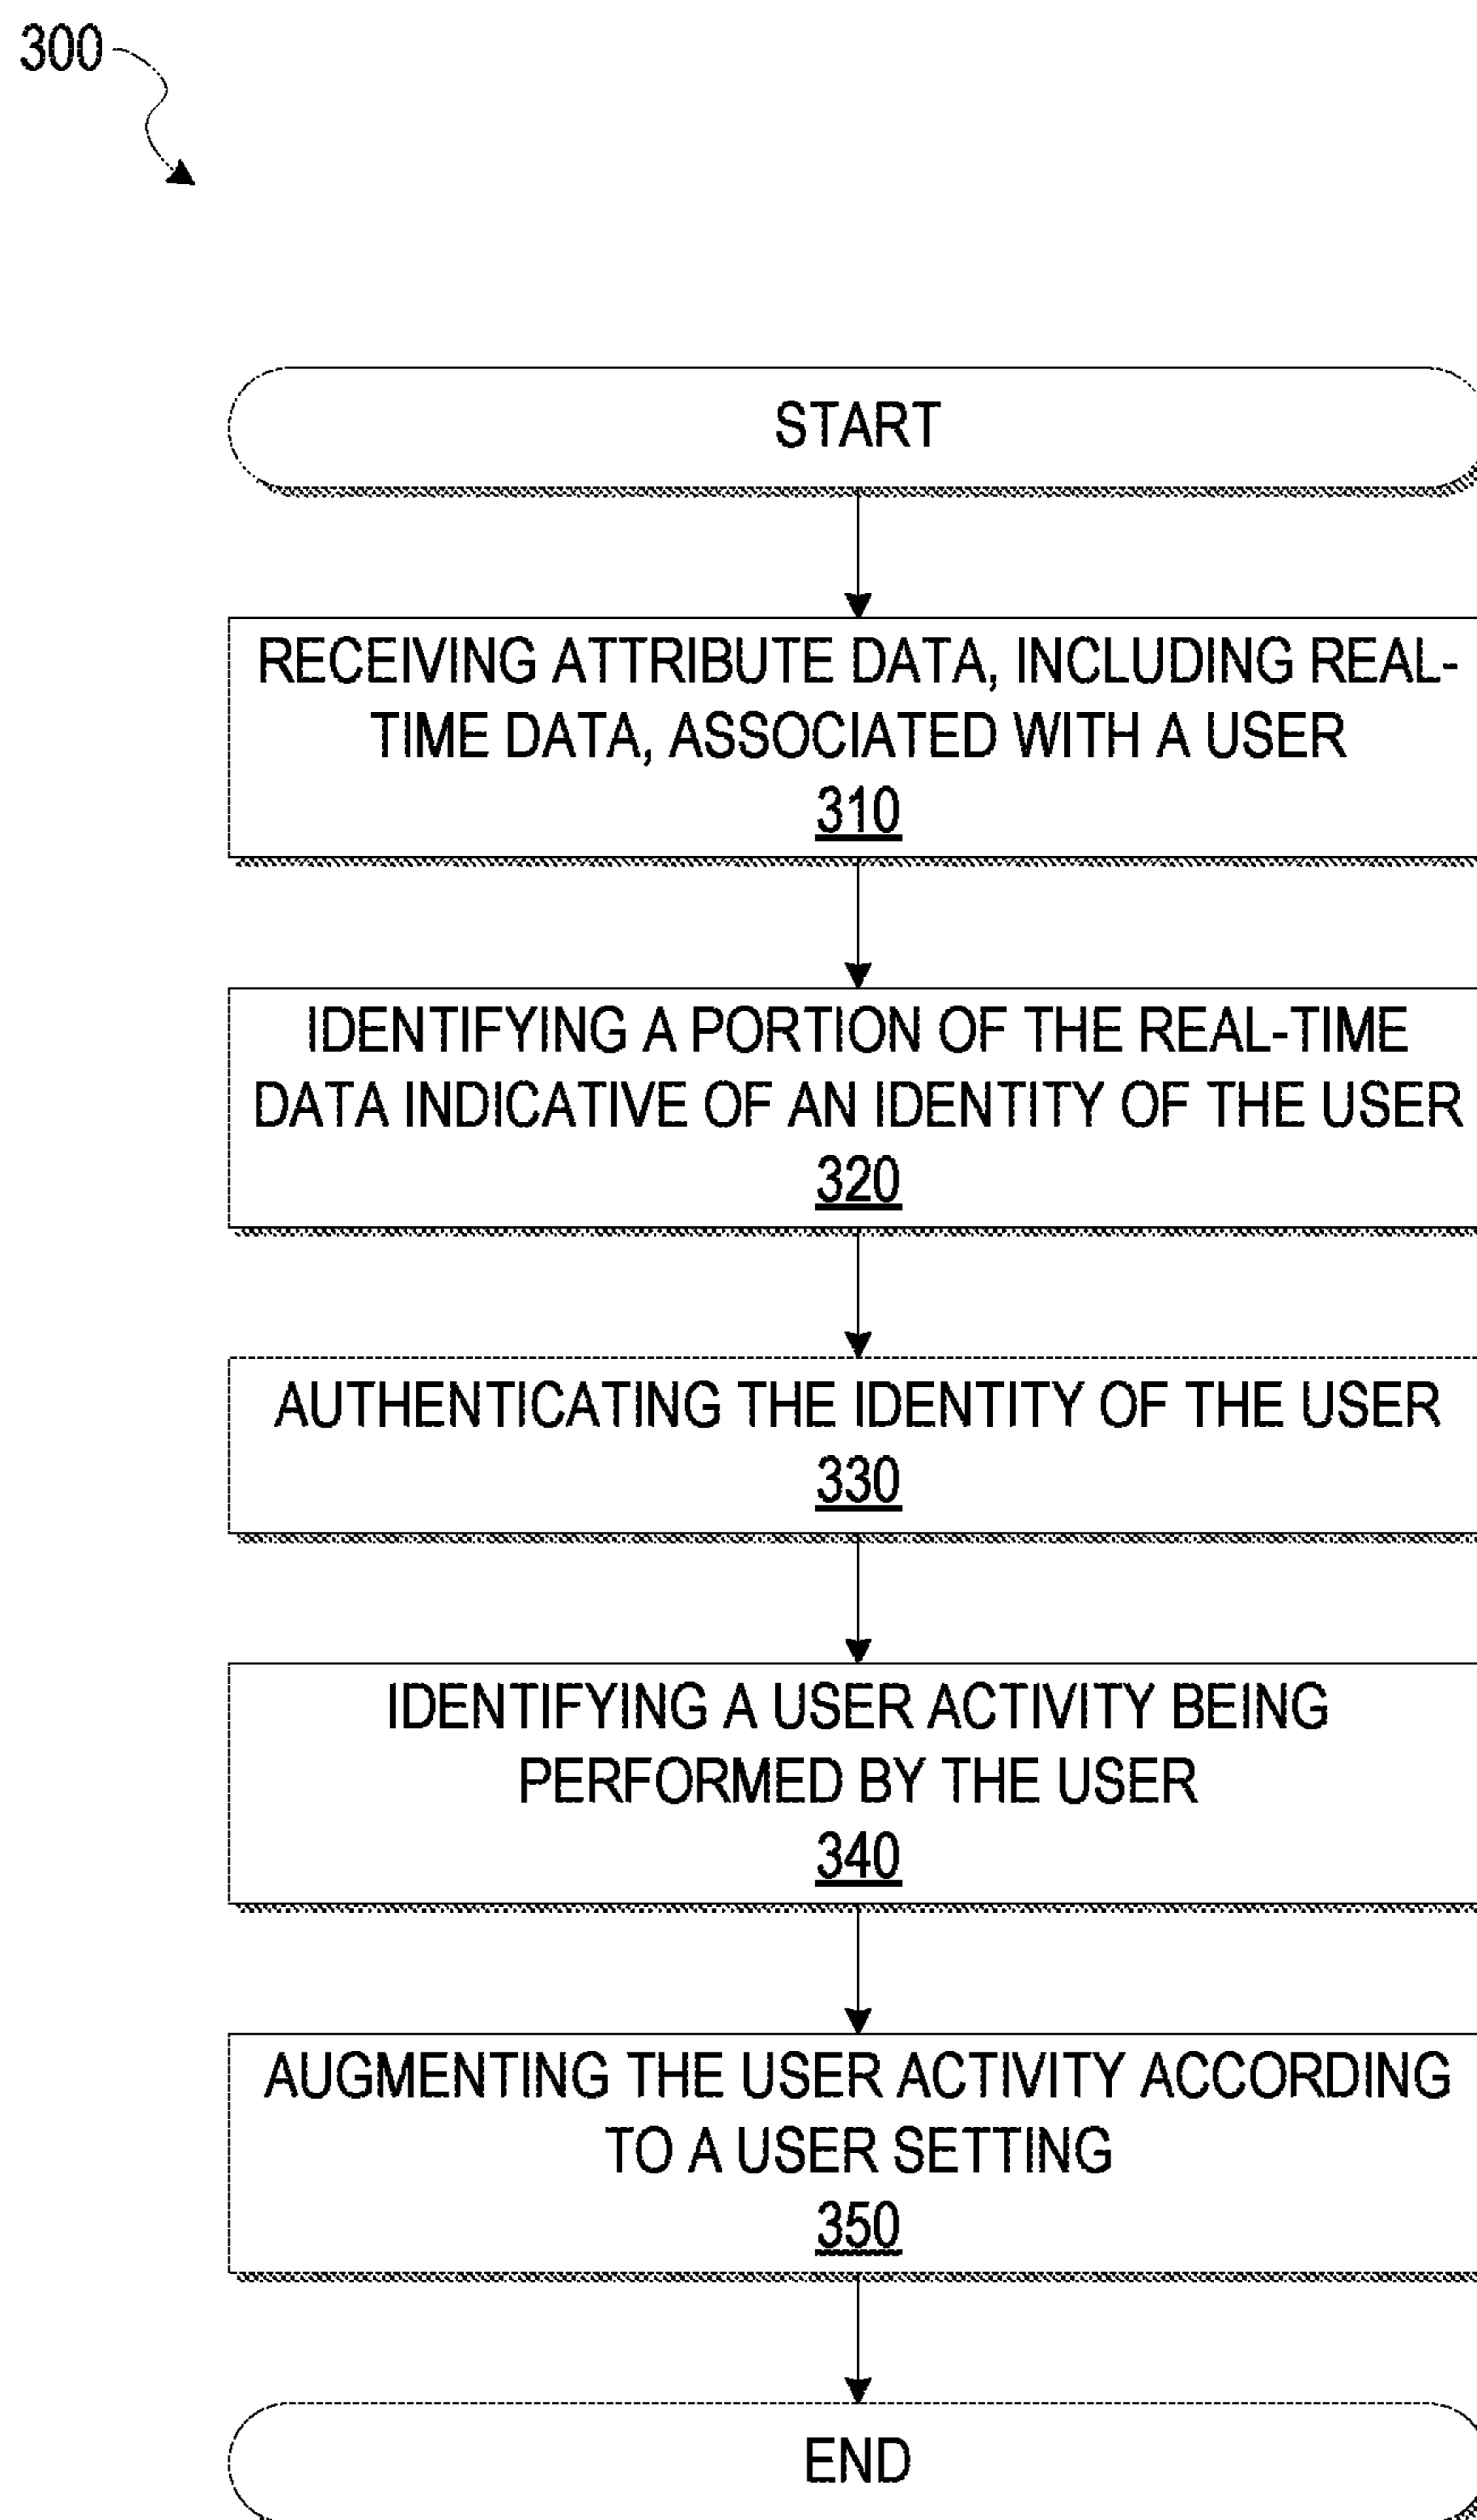 300
START
RECEIVING ATTRIBUTE DATA, INCLUDING REAL-
TIME DATA, ASSOCIATED WITH A USER
310
IDENTIFYING A PORTION OF THE REAL-TIME
DATA INDICATIVE OF AN IDENTITY OF THE USER
320
AUTHENTICATING THE IDENTITY OF THE USER
330
IDENTIFYING A USER ACTIVITY BEING
PERFORMED BY THE USER
340
AUGMENTING THE USER ACTIVITY ACCORDING
TO A USER SETTING
350
END